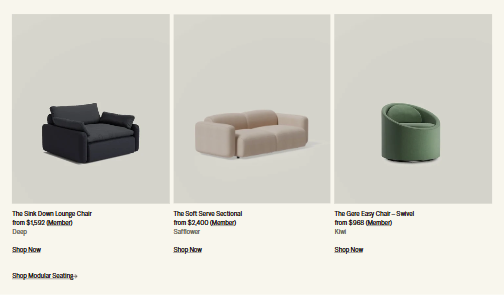 The Sink Down Lounge Chair
from $1,592 (Member)
Deep
Shop Now
The Soft Serve Sectional
from $2,400 (Member)
Safflower
Shop Now
The Gere Easy Chair – Swivel
from $968 (Member)
Kiwi
Shop Now
Shop Modular Seating→